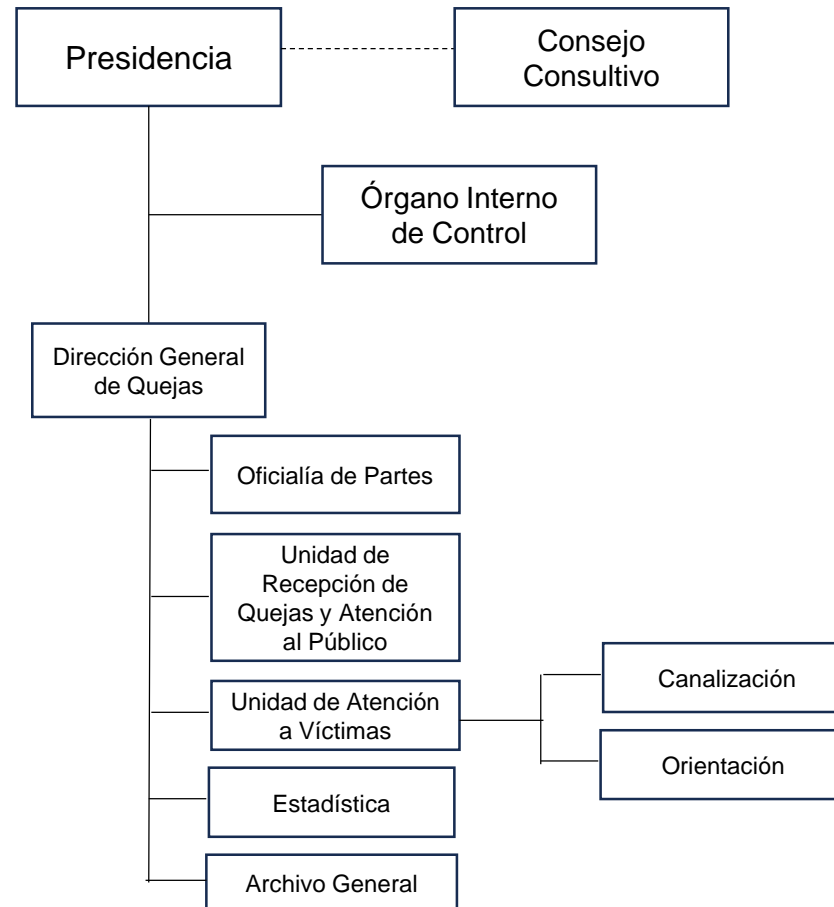 Presidencia
Consejo
Consultivo
Órgano Interno
de Control
Dirección General
de Quejas
Oficialía de Partes
Unidad de
Recepción de
Quejas y Atención
al Público
Unidad de Atención
a Víctimas
Canalización
Orientación
Estadística
Archivo General